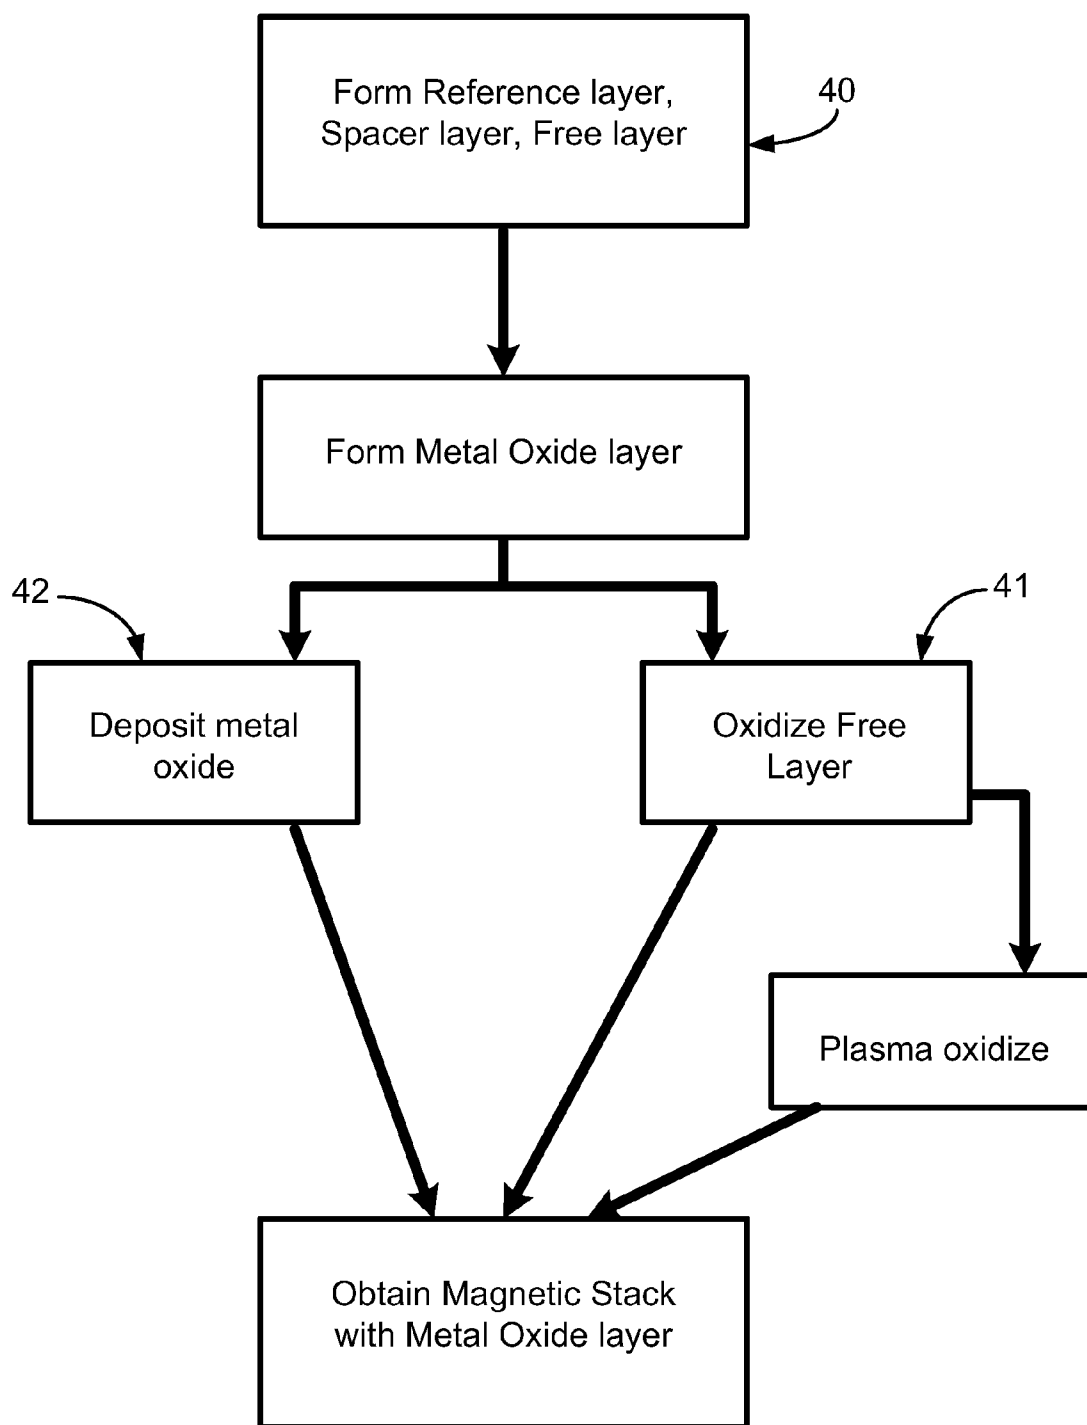 Form Reference layer,
Spacer layer, Free layer
40
Form Metal Oxide layer
42
41
Deposit metal
oxide
Oxidize Free
Layer
Plasma oxidize
Obtain Magnetic Stack
with Metal Oxide layer